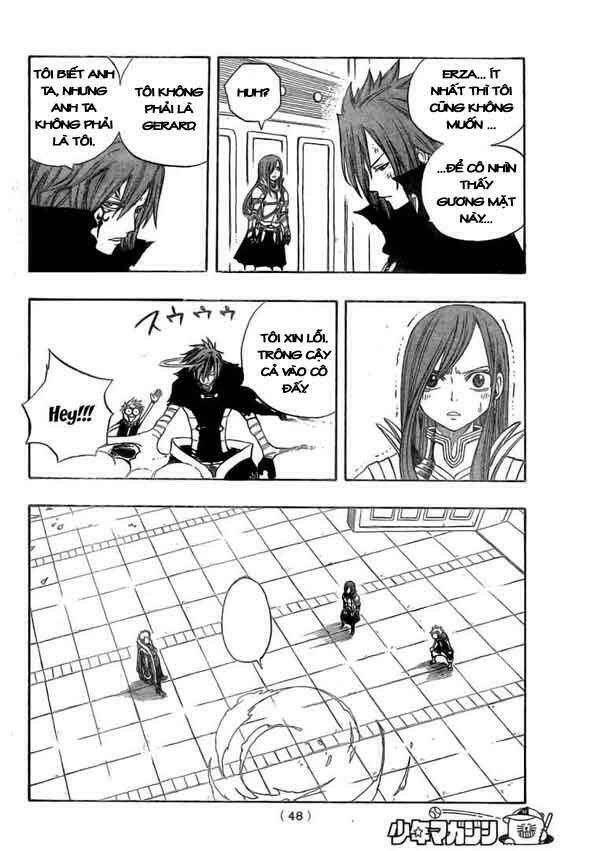 ERZA... ÍT
NHẤT THÌ TÔI
CŨNG KHÔNG
MUỐN ...
...ĐỂ CÔ NHÌN
THẤY
GƯƠNG MẶT
NÀY...
HUH?
TÔI KHÔNG
PHẢI LÀ
GERARD.
TÔI BIẾT ANH
TA, NHƯNG
ANH TA
KHÔNG PHẢI
LÀ TÔI.
TÔI XIN LỖI.
TRÔNG CẬY
CẢ VÀO CÔ
ĐẤY.
スウゥゥ
Hey!!!
( 48 )
少年マガジン